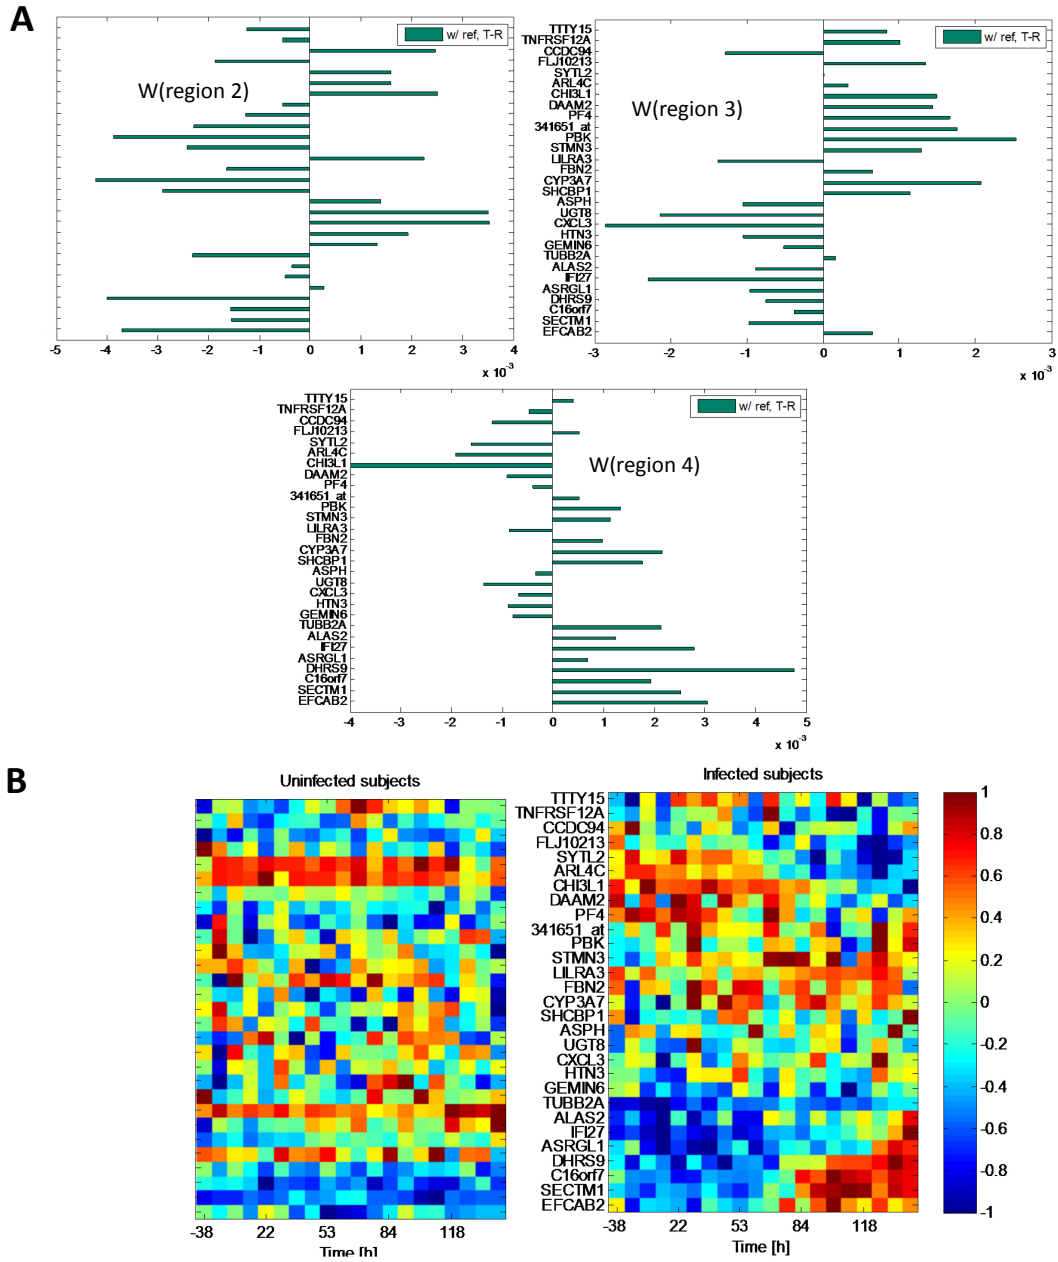 A
w/ ref, T-R
W(region 2)
-5 -4 -3 -2 -1 0 1 2 3 4
x 10⁻³
TTTY15
TNFRSF12A
CCDC94
FLJ10213
SYTL2
ARL4C
CHI3L1
DAAM2
PF4
341651_at
PBK
STMN3
LILRA3
FBN2
CYP3A7
SHCBP1
ASPH
UGT8
CXCL3
HTN3
GEMIN6
TUBB2A
ALAS2
IFI27
ASRGL1
DHRS9
C16orf7
SECTM1
EFCAB2
w/ ref, T-R
W(region 3)
-3 -2 -1 0 1 2 3
x 10⁻³
TTTY15
TNFRSF12A
CCDC94
FLJ10213
SYTL2
ARL4C
CHI3L1
DAAM2
PF4
341651_at
PBK
STMN3
LILRA3
FBN2
CYP3A7
SHCBP1
ASPH
UGT8
CXCL3
HTN3
GEMIN6
TUBB2A
ALAS2
IFI27
ASRGL1
DHRS9
C16orf7
SECTM1
EFCAB2
w/ ref, T-R
W(region 4)
-4 -3 -2 -1 0 1 2 3 4 5
x 10⁻³
B
Uninfected subjects
-38 22 53 84 118
Time [h]
Infected subjects
TTTY15
TNFRSF12A
CCDC94
FLJ10213
SYTL2
ARL4C
CHI3L1
DAAM2
PF4
341651_at
PBK
STMN3
LILRA3
FBN2
CYP3A7
SHCBP1
ASPH
UGT8
CXCL3
HTN3
GEMIN6
TUBB2A
ALAS2
IFI27
ASRGL1
DHRS9
C16orf7
SECTM1
EFCAB2
-38 22 53 84 118
Time [h]
1
0.8
0.6
0.4
0.2
0
-0.2
-0.4
-0.6
-0.8
-1